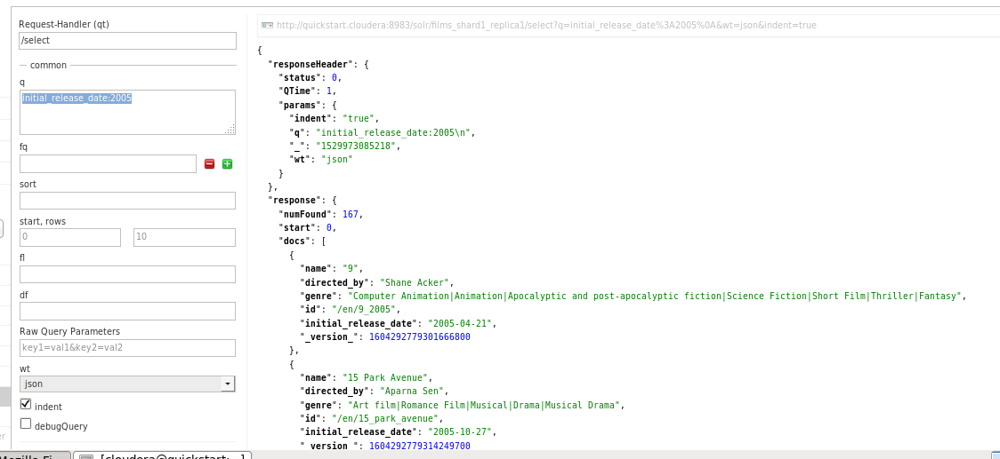 Request-Handler (qt)
/select
common
q
initial_release_date:2005
fq
sort
start, rows
0
10
fl
df
Raw Query Parameters
key1=val1&key2=val2
wt
json
indent
debugQuery
http://quickstart.cloudera:8983/solr/films_shard1_replica1/select?q=initial_release_date%3A2005%0A&wt=json&indent=true
{
"responseHeader": {
"status": 0,
"QTime": 1,
"params": {
"indent": "true",
"q": "initial_release_date:2005\n",
"_": "1529973085218",
"wt": "json"
}
},
"response": {
"numFound": 167,
"start": 0,
"docs": [
{
"name": "9",
"directed_by": "Shane Acker",
"genre": "Computer Animation|Animation|Apocalyptic and post-apocalyptic fiction|Science Fiction|Short Film|Thriller|Fantasy",
"id": "/en/9_2005",
"initial_release_date": "2005-04-21",
"_version_": 1604292779301666800
},
{
"name": "15 Park Avenue",
"directed_by": "Aparna Sen",
"genre": "Art film|Romance Film|Musical|Drama|Musical Drama",
"id": "/en/15_park_avenue",
"initial_release_date": "2005-10-27",
"_version_": 1604292779314249700
[cloudera@quickstart:...]